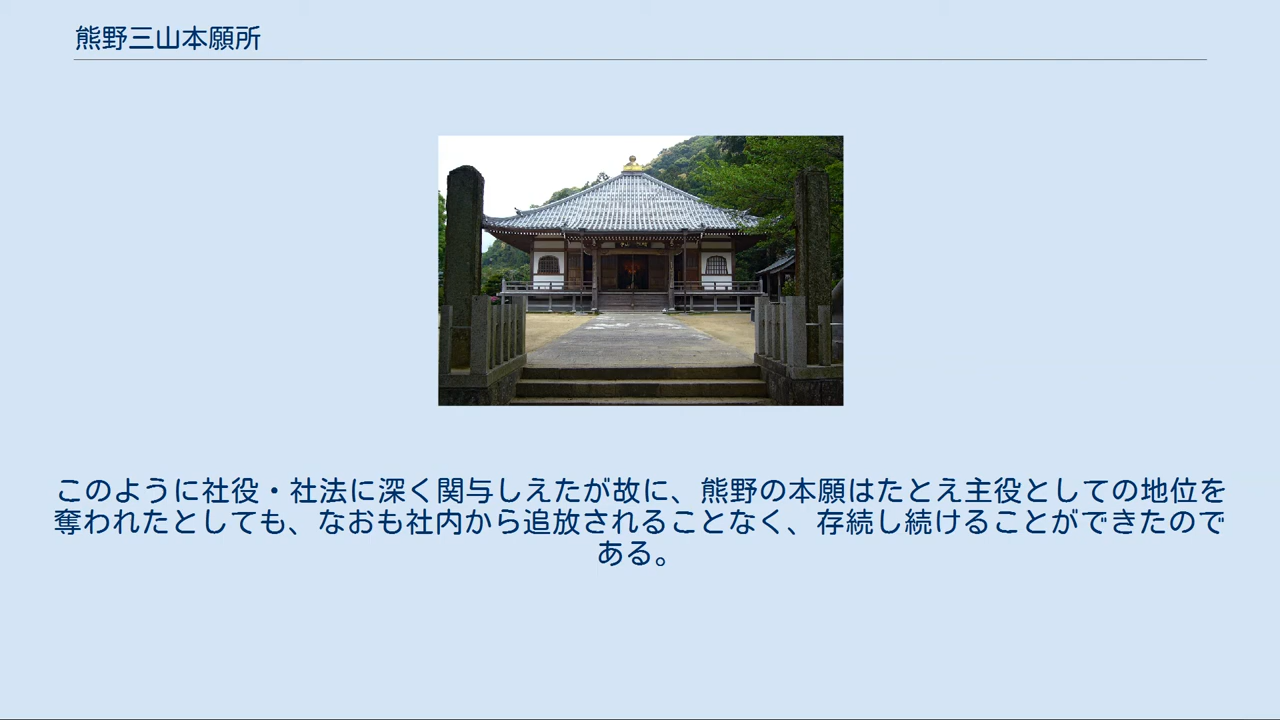 熊野三山本願所
このように社役・社法に深く関与しえたが故に、熊野の本願はたとえ主役としての地位を
奪われたとしても、なおも社内から追放されることなく、存続し続けることができたので
ある。